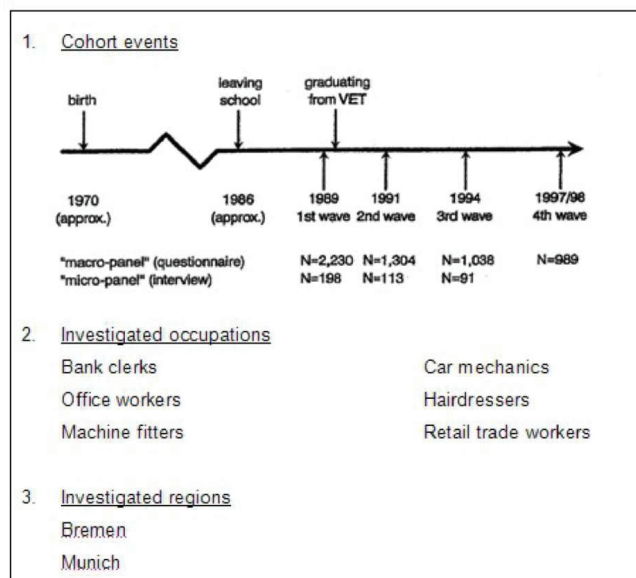 1. Cohort events
birth
leaving school
graduating from VET
1970 (approx.)
1986 (approx.)
1989 1st wave
1991 2nd wave
1994 3rd wave
1997/98 4th wave
"macro-panel" (questionnaire) N=2,230 N=1,304 N=1,038 N=989
"micro-panel" (interview) N=198 N=113 N=91
2. Investigated occupations
Bank clerks Car mechanics
Office workers Hairdressers
Machine fitters Retail trade workers
3. Investigated regions
Bremen
Munich